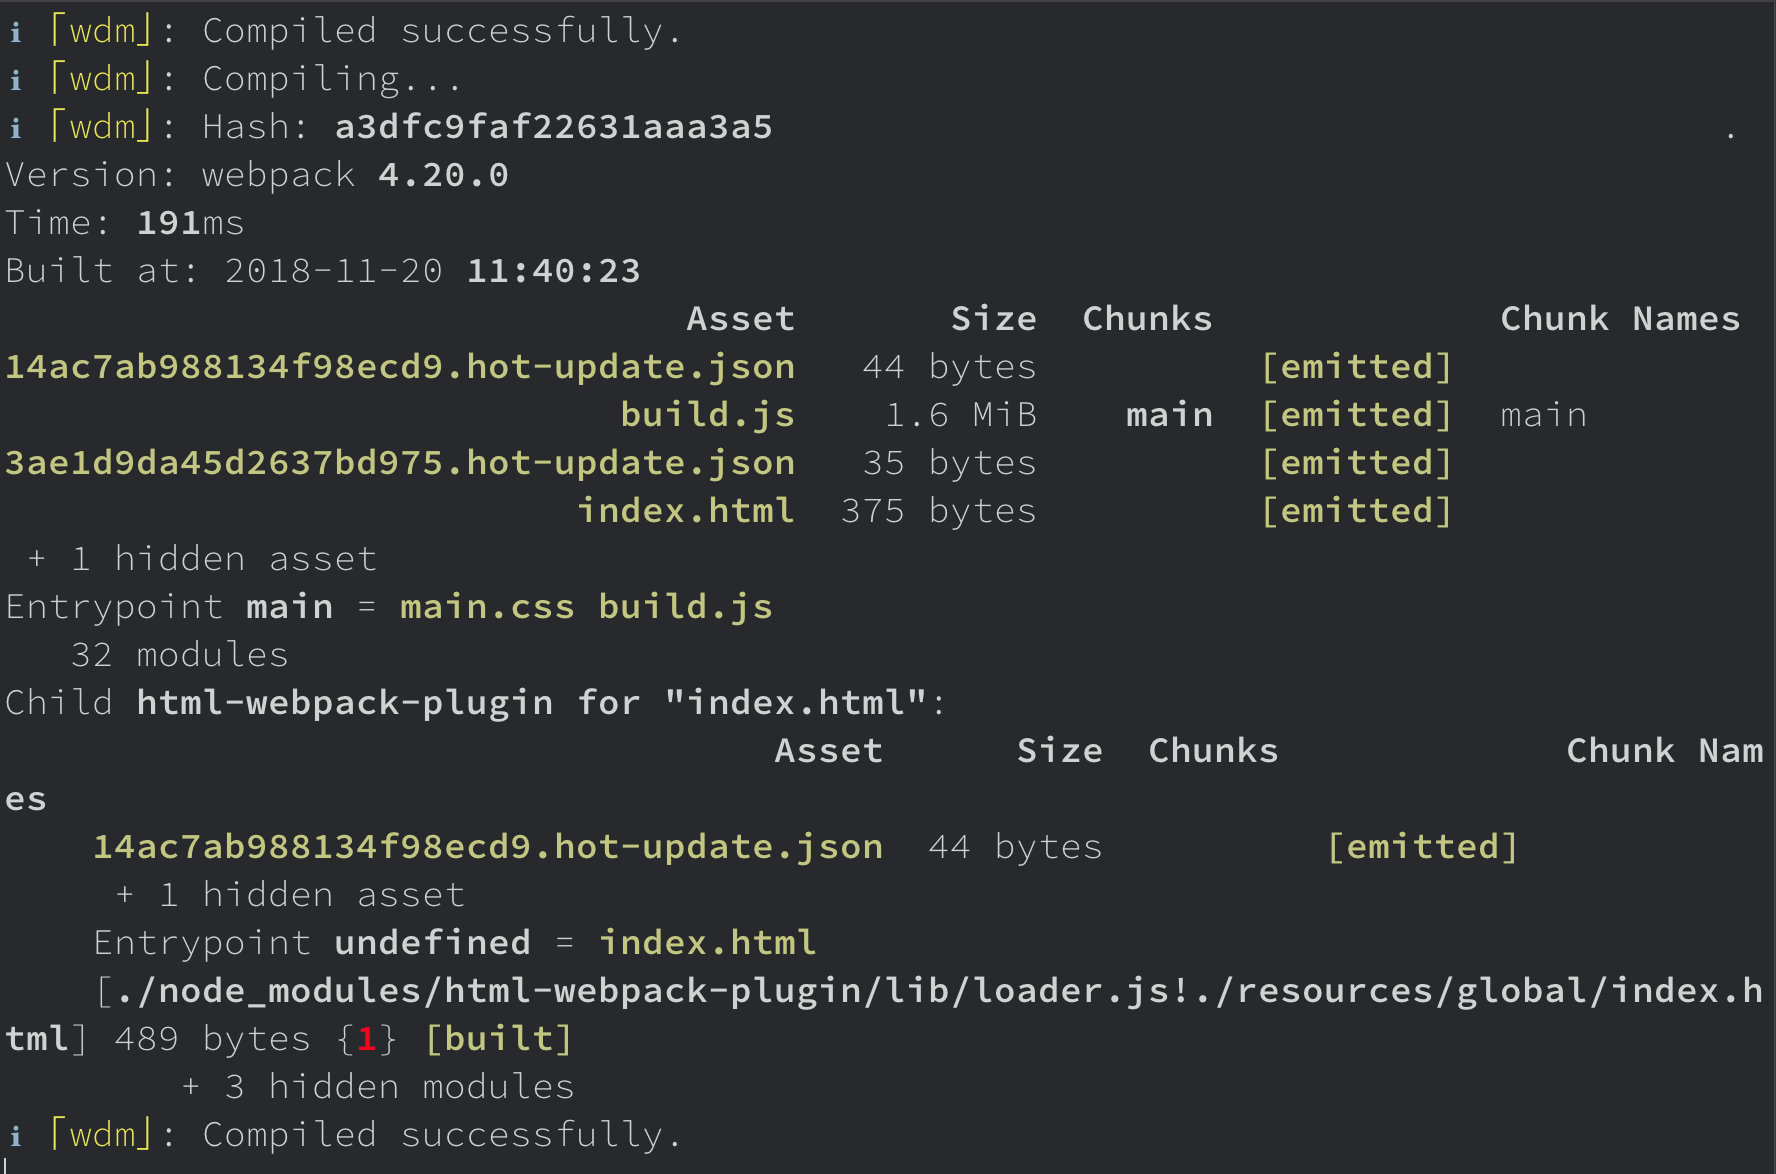 ℹ ｢wdm｣: Compiled successfully.
ℹ ｢wdm｣: Compiling...
ℹ ｢wdm｣: Hash: a3dfc9faf22631aaa3a5 .
Version: webpack 4.20.0
Time: 191ms
Built at: 2018-11-20 11:40:23
Asset Size Chunks Chunk Names
14ac7ab988134f98ecd9.hot-update.json 44 bytes [emitted]
build.js 1.6 MiB main [emitted] main
3ae1d9da45d2637bd975.hot-update.json 35 bytes [emitted]
index.html 375 bytes [emitted]
+ 1 hidden asset
Entrypoint main = main.css build.js
32 modules
Child html-webpack-plugin for "index.html":
Asset Size Chunks Chunk Nam
es
14ac7ab988134f98ecd9.hot-update.json 44 bytes [emitted]
+ 1 hidden asset
Entrypoint undefined = index.html
[./node_modules/html-webpack-plugin/lib/loader.js!./resources/global/index.h
tml] 489 bytes {1} [built]
+ 3 hidden modules
ℹ ｢wdm｣: Compiled successfully.